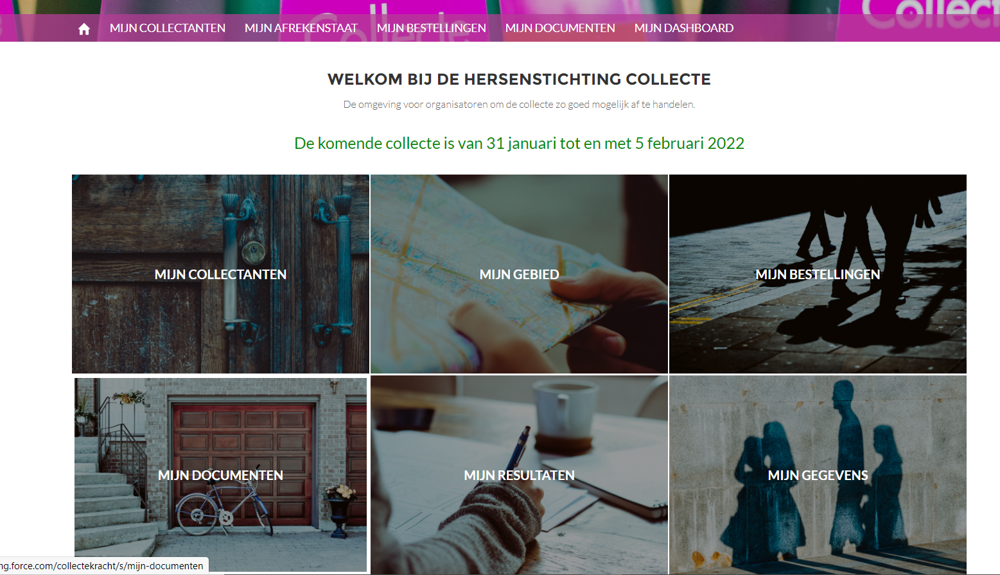 Collecte
Collect
MIJN COLLECTANTEN MIJN AFREKENSTAAT MIJN BESTELLINGEN MIJN DOCUMENTEN MIJN DASHBOARD
WELKOM BIJ DE HERSENSTICHTING COLLECTE
De omgeving voor organisatoren om de collecte zo goed mogelijk af te handelen.
De komende collecte is van 31 januari tot en met 5 februari 2022
MIJN COLLECTANTEN MIJN GEBIED MIJN BESTELLINGEN
MIJN DOCUMENTEN MIJN RESULTATEN MIJN GEGEVENS
ng.force.com/collectekracht/s/mijn-documenten